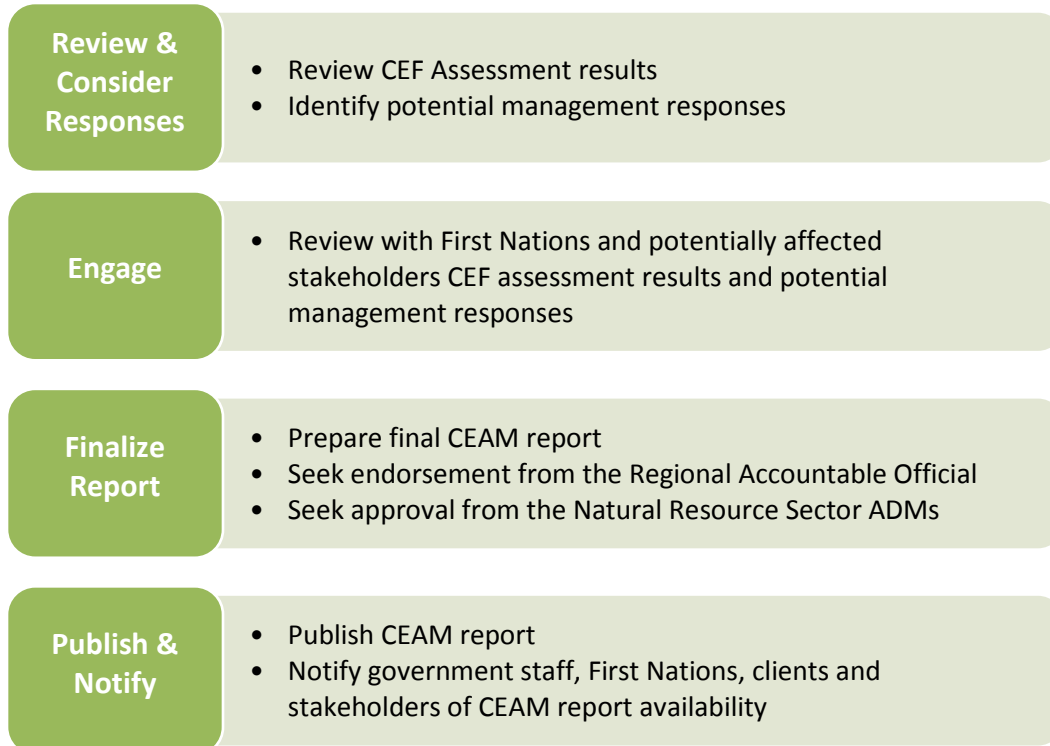 Review &
Consider
Responses
• Review CEF Assessment results
• Identify potential management responses
Engage
• Review with First Nations and potentially affected
stakeholders CEF assessment results and potential
management responses
Finalize
Report
• Prepare final CEAM report
• Seek endorsement from the Regional Accountable Official
• Seek approval from the Natural Resource Sector ADMs
Publish &
Notify
• Publish CEAM report
• Notify government staff, First Nations, clients and
stakeholders of CEAM report availability